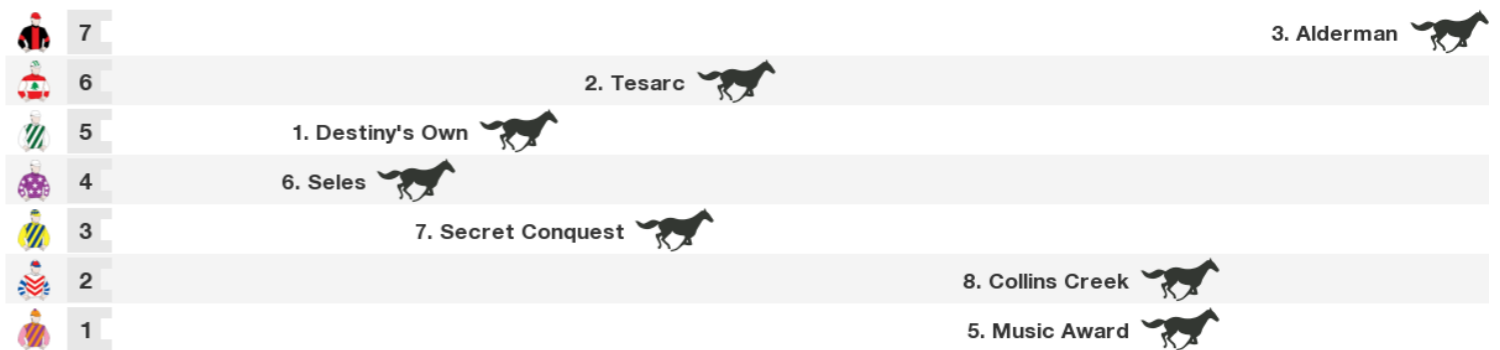 7 3. Alderman
6 2. Tesarc
5 1. Destiny's Own
4 6. Seles
3 7. Secret Conquest
2 8. Collins Creek
1 5. Music Award